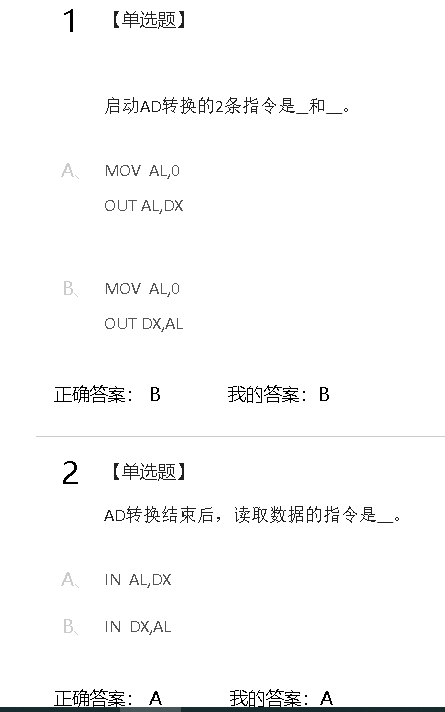 1 【单选题】
启动AD转换的2条指令是__和__。
A、 MOV AL,0
OUT AL,DX
B、 MOV AL,0
OUT DX,AL
正确答案： B 我的答案：B
2 【单选题】
AD转换结束后，读取数据的指令是__。
A、 IN AL,DX
B、 IN DX,AL
正确答案： A 我的答案：A